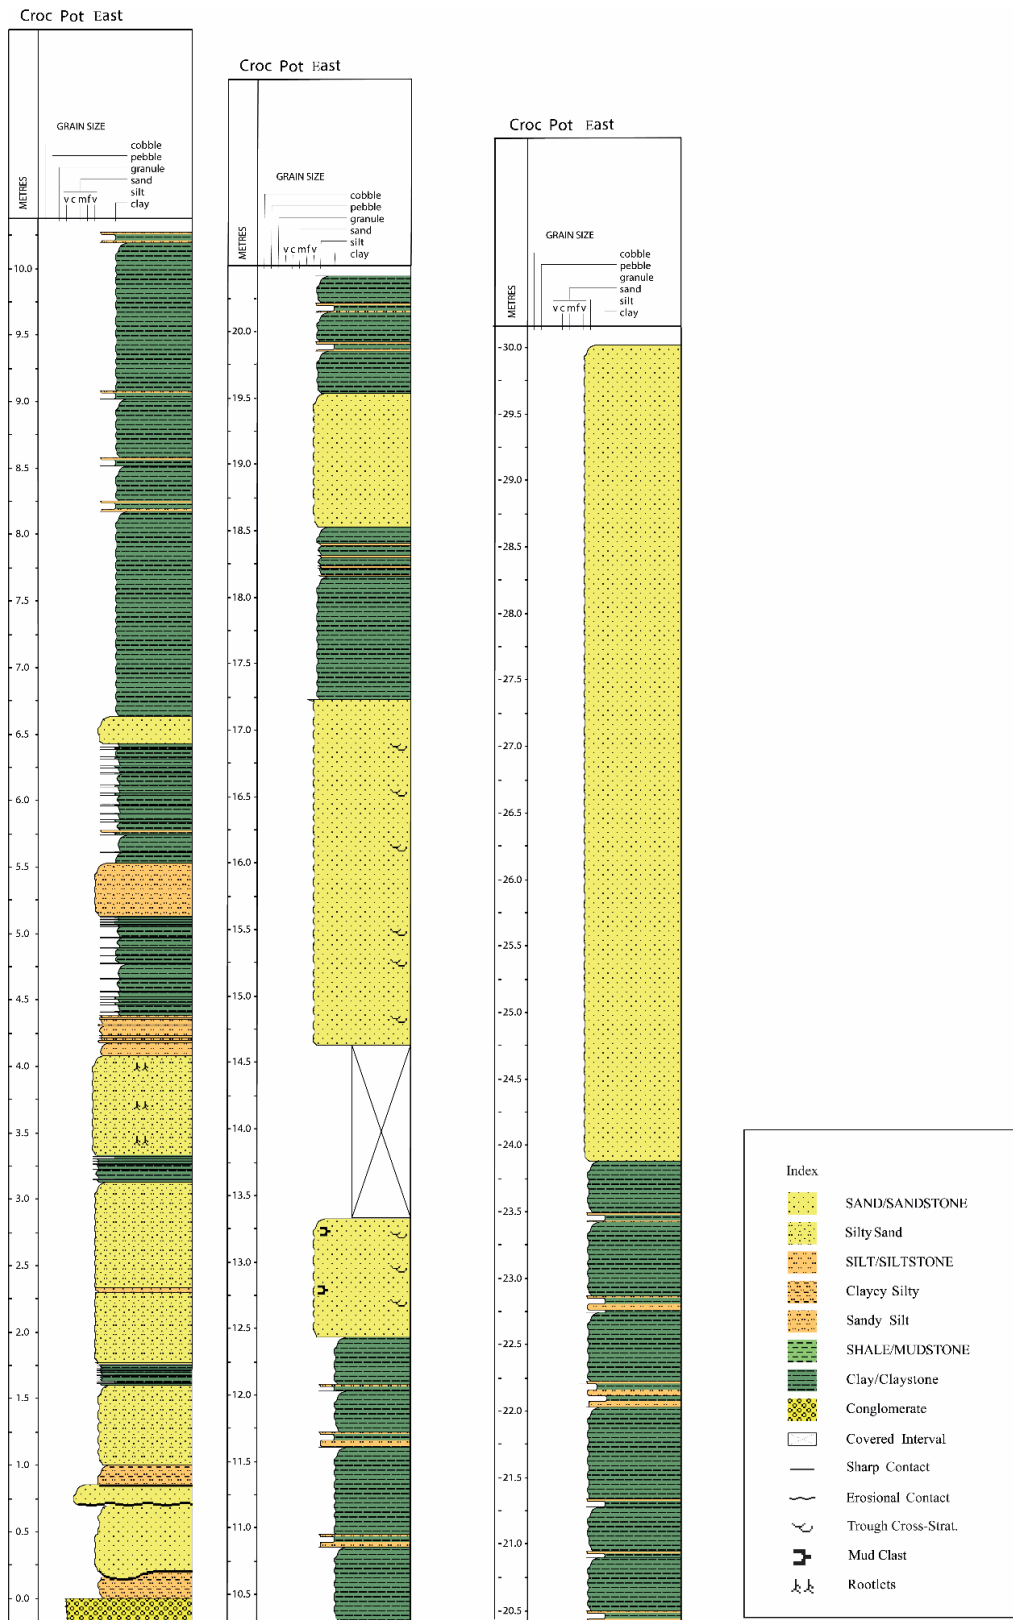 Croc Pot East
GRAIN SIZE
cobble
pebble
granule
sand
silt
clay
v c m f v
METRES
10.0
9.5
9.0
8.5
8.0
7.5
7.0
6.5
6.0
5.5
5.0
4.5
4.0
3.5
3.0
2.5
2.0
1.5
1.0
0.5
0.0
Croc Pot East
GRAIN SIZE
cobble
pebble
granule
sand
silt
clay
v c m f v
METRES
20.0
19.5
19.0
18.5
18.0
17.5
17.0
16.5
16.0
15.5
15.0
14.5
14.0
13.5
13.0
12.5
12.0
11.5
11.0
10.5
Croc Pot East
GRAIN SIZE
cobble
pebble
granule
sand
silt
clay
v c m f v
METRES
30.0
29.5
29.0
28.5
28.0
27.5
27.0
26.5
26.0
25.5
25.0
24.5
24.0
23.5
23.0
22.5
22.0
21.5
21.0
20.5
Index
SAND/SANDSTONE
Silty Sand
SILT/SILTSTONE
Clayey Silty
Sandy Silt
SHALE/MUDSTONE
Clay/Claystone
Conglomerate
Covered Interval
Sharp Contact
Erosional Contact
Trough Cross-Strat.
Mud Clast
Rootlets